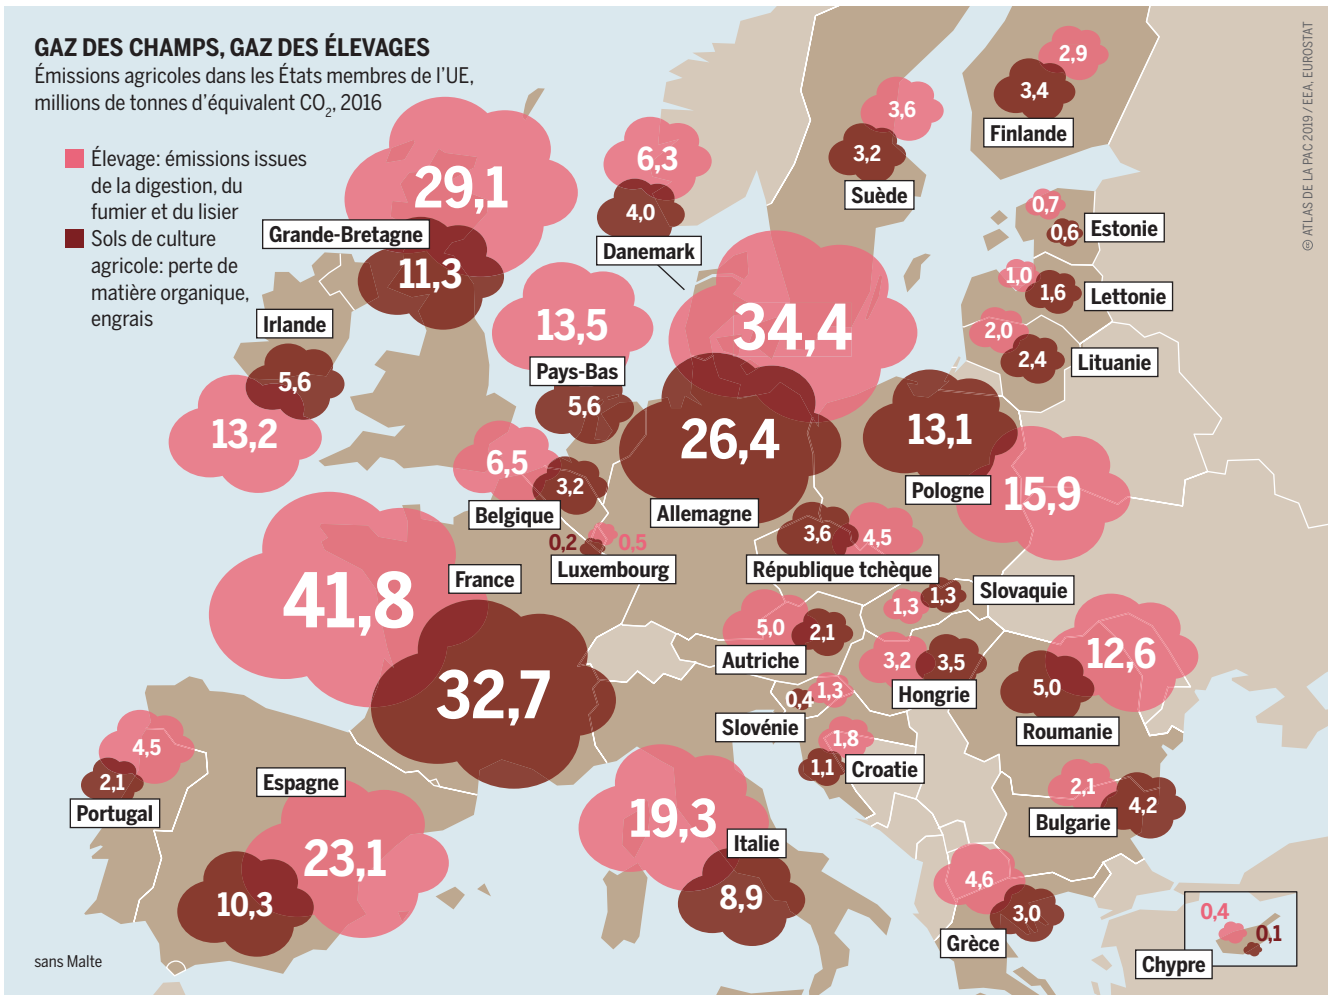 GAZ DES CHAMPS, GAZ DES ÉLEVAGES
Émissions agricoles dans les États membres de l'UE,
millions de tonnes d'équivalent CO₂, 2016
Élevage: émissions issues
de la digestion, du
fumier et du lisier
Sols de culture
agricole: perte de
matière organique,
engrais
© ATLAS DE LA PAC 2019 / EEA, EUROSTAT
2,9
3,4
Finlande
3,6
3,2
Suède
6,3
4,0
Danemark
29,1
Grande-Bretagne
11,3
0,7
0,6
Estonie
1,0
1,6
Lettonie
2,0
2,4
Lituanie
Irlande
5,6
13,2
13,5
Pays-Bas
5,6
34,4
26,4
Allemagne
13,1
Pologne
15,9
6,5
3,2
Belgique
0,2
0,5
Luxembourg
3,6
4,5
République tchèque
1,3
1,3
Slovaquie
41,8
France
32,7
5,0
2,1
Autriche
3,2
3,5
Hongrie
12,6
5,0
Roumanie
0,4
1,3
Slovénie
1,8
1,1
Croatie
2,1
4,2
Bulgarie
4,5
2,1
Portugal
Espagne
23,1
10,3
19,3
Italie
8,9
4,6
3,0
Grèce
0,4
0,1
Chypre
sans Malte